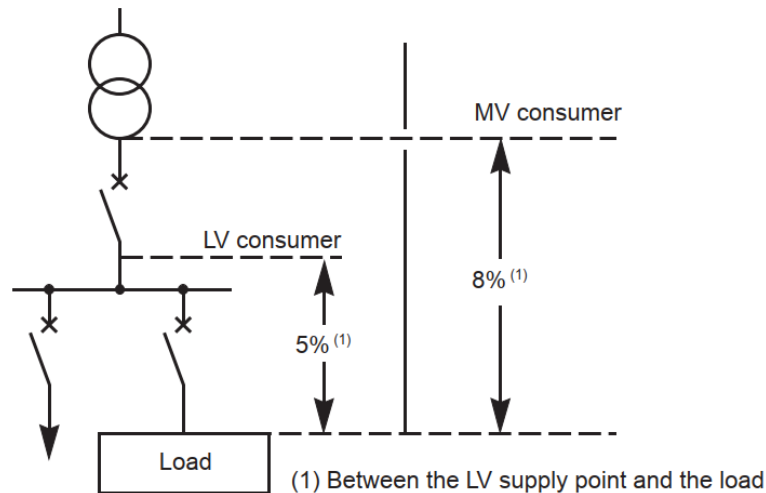 MV consumer
LV consumer
8% (1)
5% (1)
Load
(1) Between the LV supply point and the load